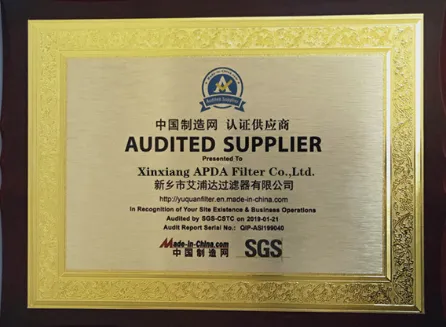 Audited Supplier
中国制造网 认证供应商
AUDITED SUPPLIER
Presented To
Xinxiang APDA Filter Co.,Ltd.
新乡市艾浦达过滤器有限公司
http://yuquanfilter.en.made-in-china.com
In Recognition of Your Site Existence & Business Operations
Audited by SGS-CSTC on 2019-01-21
Audit Report Serial No.: QIP-ASI199040
Made-in-China.com
中国制造网
SGS